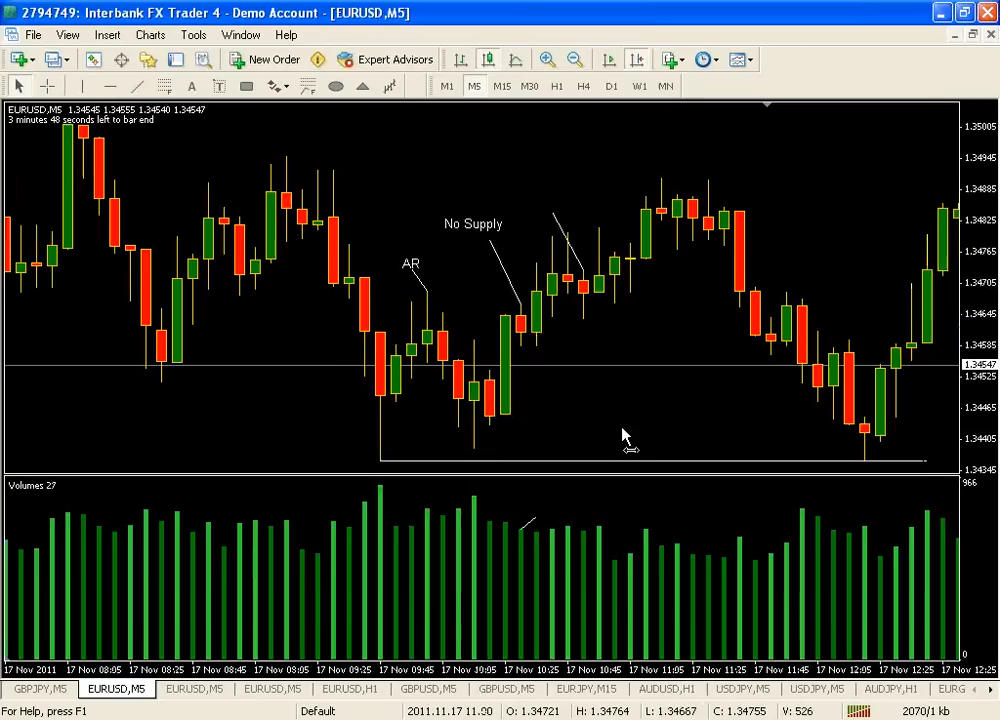 2794749: Interbank FX Trader 4 - Demo Account - [EURUSD,M5]
File View Insert Charts Tools Window Help
New Order Expert Advisors
A T M1 M5 M15 M30 H1 H4 D1 W1 MN
EURUSD,M5 1.34545 1.34555 1.34540 1.34547
3 minutes 48 seconds left to bar end
1.35005
1.34945
1.34885
No Supply
1.34825
AR
1.34765
1.34705
1.34645
1.34585
1.34547
1.34525
1.34465
1.34405
1.34345
Volumes 27
966
0
17 Nov 2011 17 Nov 08:05 17 Nov 08:25 17 Nov 08:45 17 Nov 09:05 17 Nov 09:25 17 Nov 09:45 17 Nov 10:05 17 Nov 10:25 17 Nov 10:45 17 Nov 11:05 17 Nov 11:25 17 Nov 11:45 17 Nov 12:05 17 Nov 12:25 17 Nov 12:25
GBPJPY,M5 EURUSD,M5 EURUSD,M5 EURUSD,M5 EURUSD,H1 GBPUSD,M5 GBPUSD,M5 EURJPY,M15 AUDUSD,H1 USDJPY,M5 USDJPY,M5 AUDJPY,H1 EURG
For Help, press F1 Default 2011.11.17 11:00 O: 1.34721 H: 1.34764 L: 1.34667 C: 1.34755 V: 526 2070/1 kb